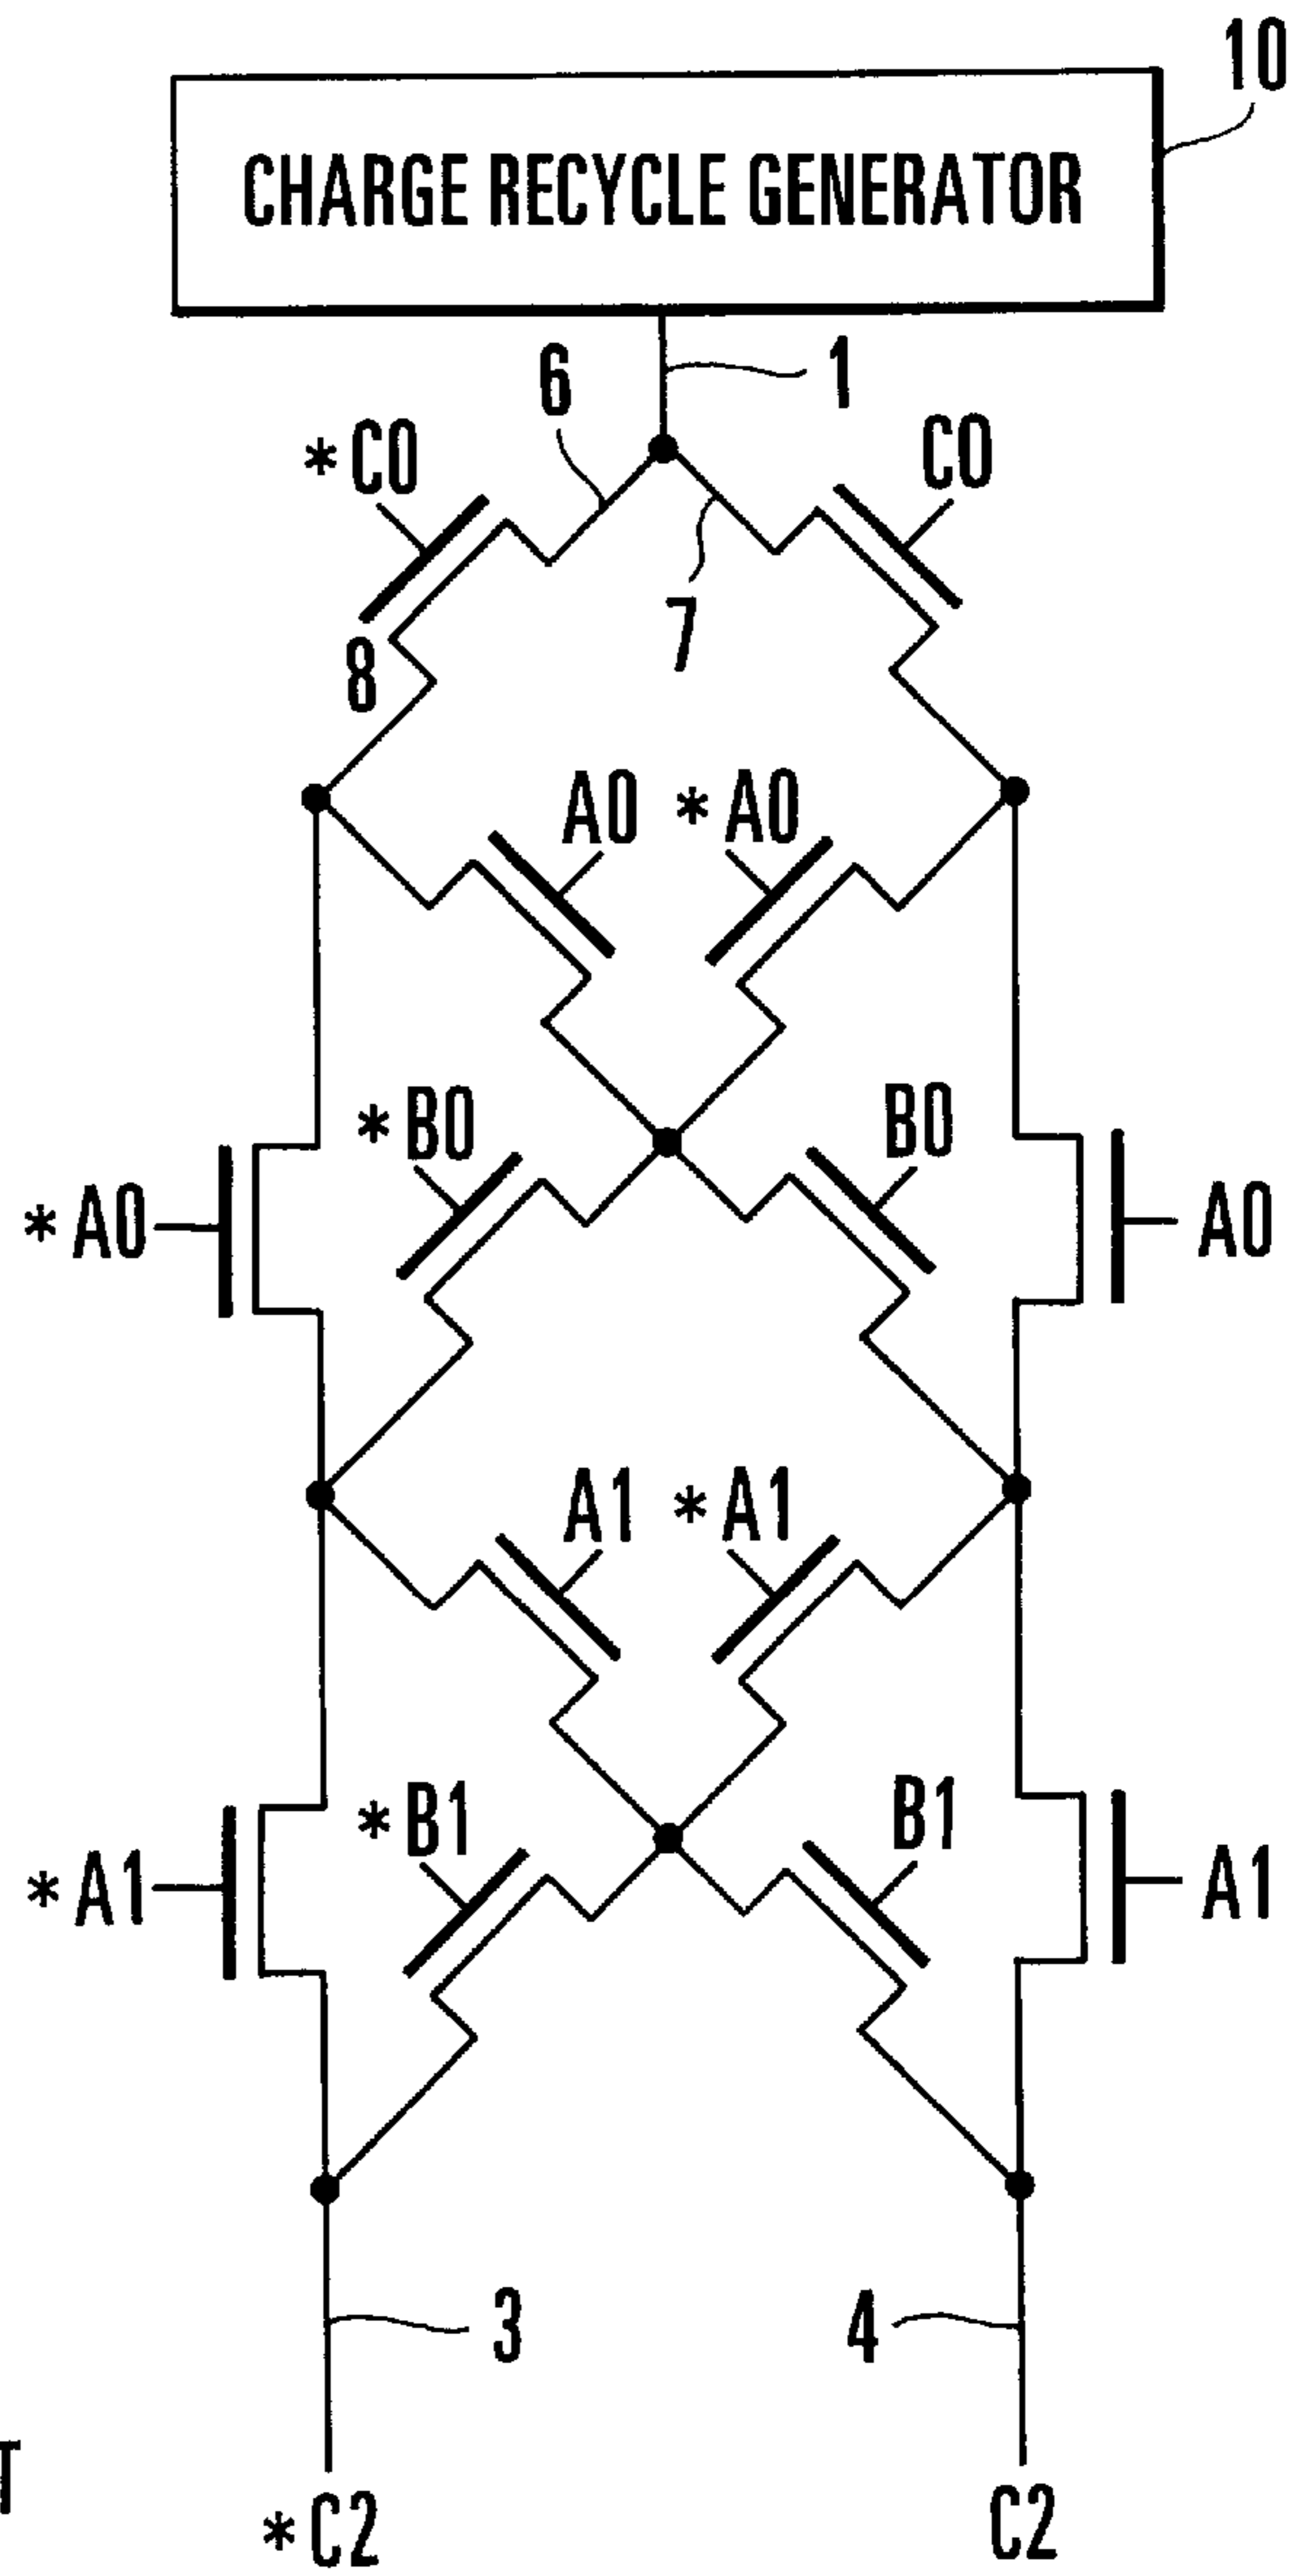 10
CHARGE RECYCLE GENERATOR
6
1
*C0
C0
7
8
A0
*A0
*B0
B0
*A0
A0
A1
*A1
*B1
B1
*A1
A1
3
4
T
*C2
C2